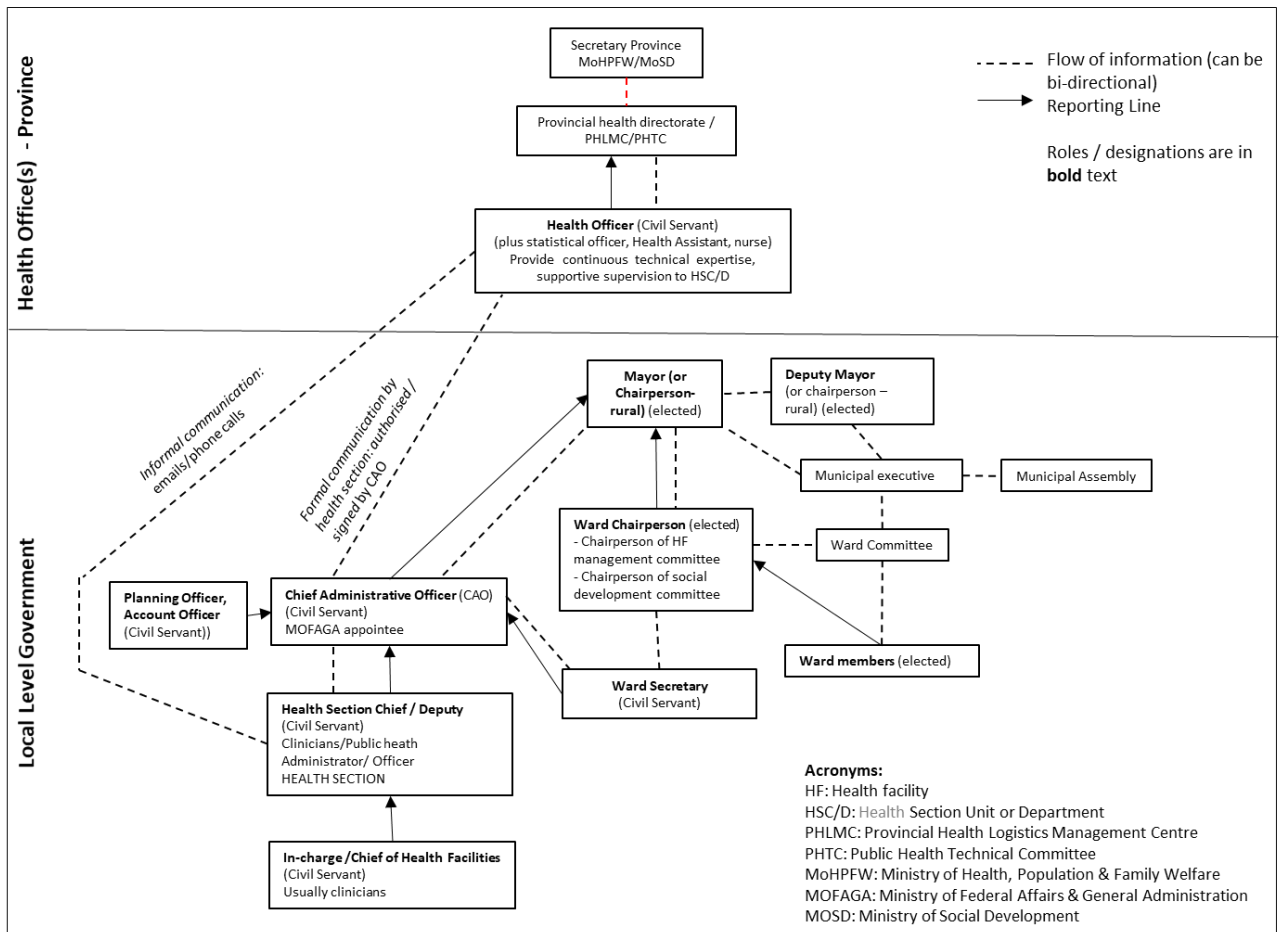 Health Office(s) - Province
Secretary Province
MoHPFW/MoSD
Provincial health directorate /
PHLMC/PHTC
Health Officer (Civil Servant)
(plus statistical officer, Health Assistant, nurse)
Provide continuous technical expertise,
supportive supervision to HSC/D
Flow of information (can be
bi-directional)
Reporting Line
Roles / designations are in
bold text
Local Level Government
Informal communication:
emails/phone calls
Formal communication by
health section: authorised /
signed by CAO
Mayor (or
Chairperson-
rural) (elected)
Deputy Mayor
(or chairperson –
rural) (elected)
Municipal executive
Municipal Assembly
Ward Chairperson (elected)
- Chairperson of HF
management committee
- Chairperson of social
development committee
Ward Committee
Planning Officer,
Account Officer
(Civil Servant))
Chief Administrative Officer (CAO)
(Civil Servant)
MOFAGA appointee
Ward members (elected)
Ward Secretary
(Civil Servant)
Health Section Chief / Deputy
(Civil Servant)
Clinicians/Public heath
Administrator/ Officer
HEALTH SECTION
In-charge /Chief of Health Facilities
(Civil Servant)
Usually clinicians
Acronyms:
HF: Health facility
HSC/D: Health Section Unit or Department
PHLMC: Provincial Health Logistics Management Centre
PHTC: Public Health Technical Committee
MoHPFW: Ministry of Health, Population & Family Welfare
MOFAGA: Ministry of Federal Affairs & General Administration
MOSD: Ministry of Social Development